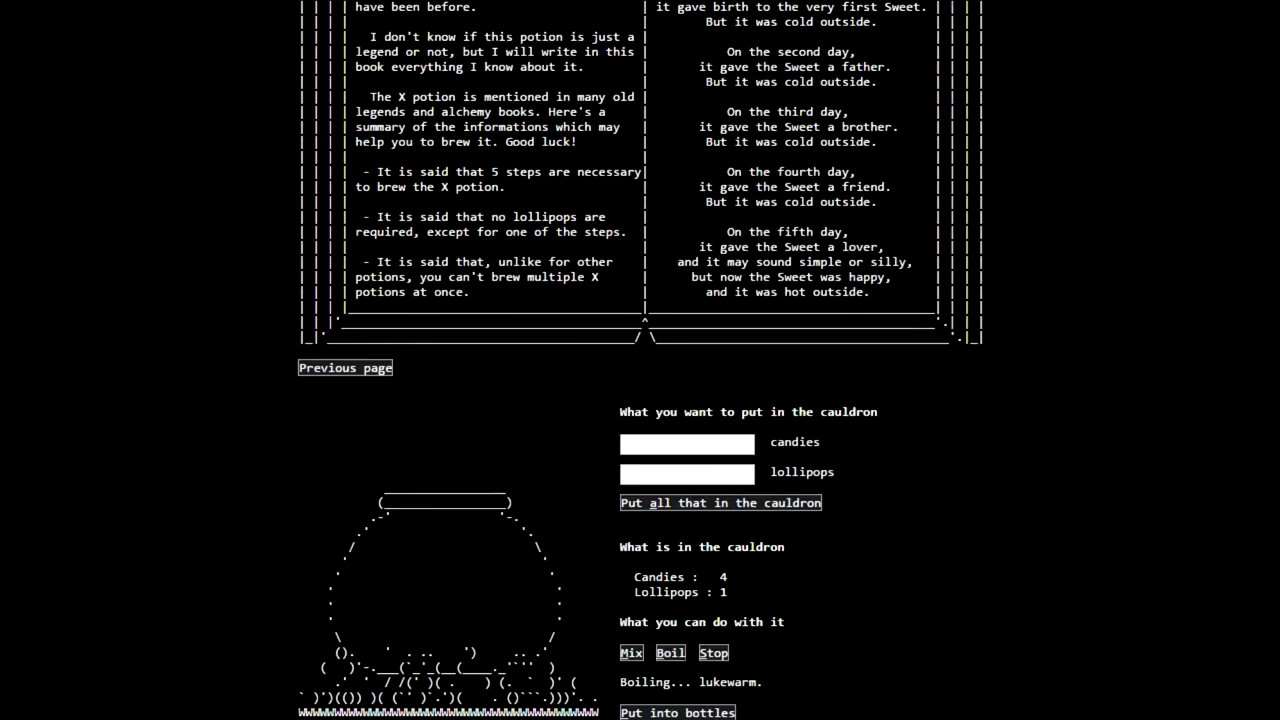 have been before.
I don't know if this potion is just a
legend or not, but I will write in this
book everything I know about it.
The X potion is mentioned in many old
legends and alchemy books. Here's a
summary of the informations which may
help you to brew it. Good luck!
- It is said that 5 steps are necessary
to brew the X potion.
- It is said that no lollipops are
required, except for one of the steps.
- It is said that, unlike for other
potions, you can't brew multiple X
potions at once.
it gave birth to the very first Sweet.
But it was cold outside.
On the second day,
it gave the Sweet a father.
But it was cold outside.
On the third day,
it gave the Sweet a brother.
But it was cold outside.
On the fourth day,
it gave the Sweet a friend.
But it was cold outside.
On the fifth day,
it gave the Sweet a lover,
and it may sound simple or silly,
but now the Sweet was happy,
and it was hot outside.
Previous page
What you want to put in the cauldron
candies
lollipops
Put all that in the cauldron
What is in the cauldron
Candies : 4
Lollipops : 1
What you can do with it
Mix Boil Stop
Boiling... lukewarm.
Put into bottles